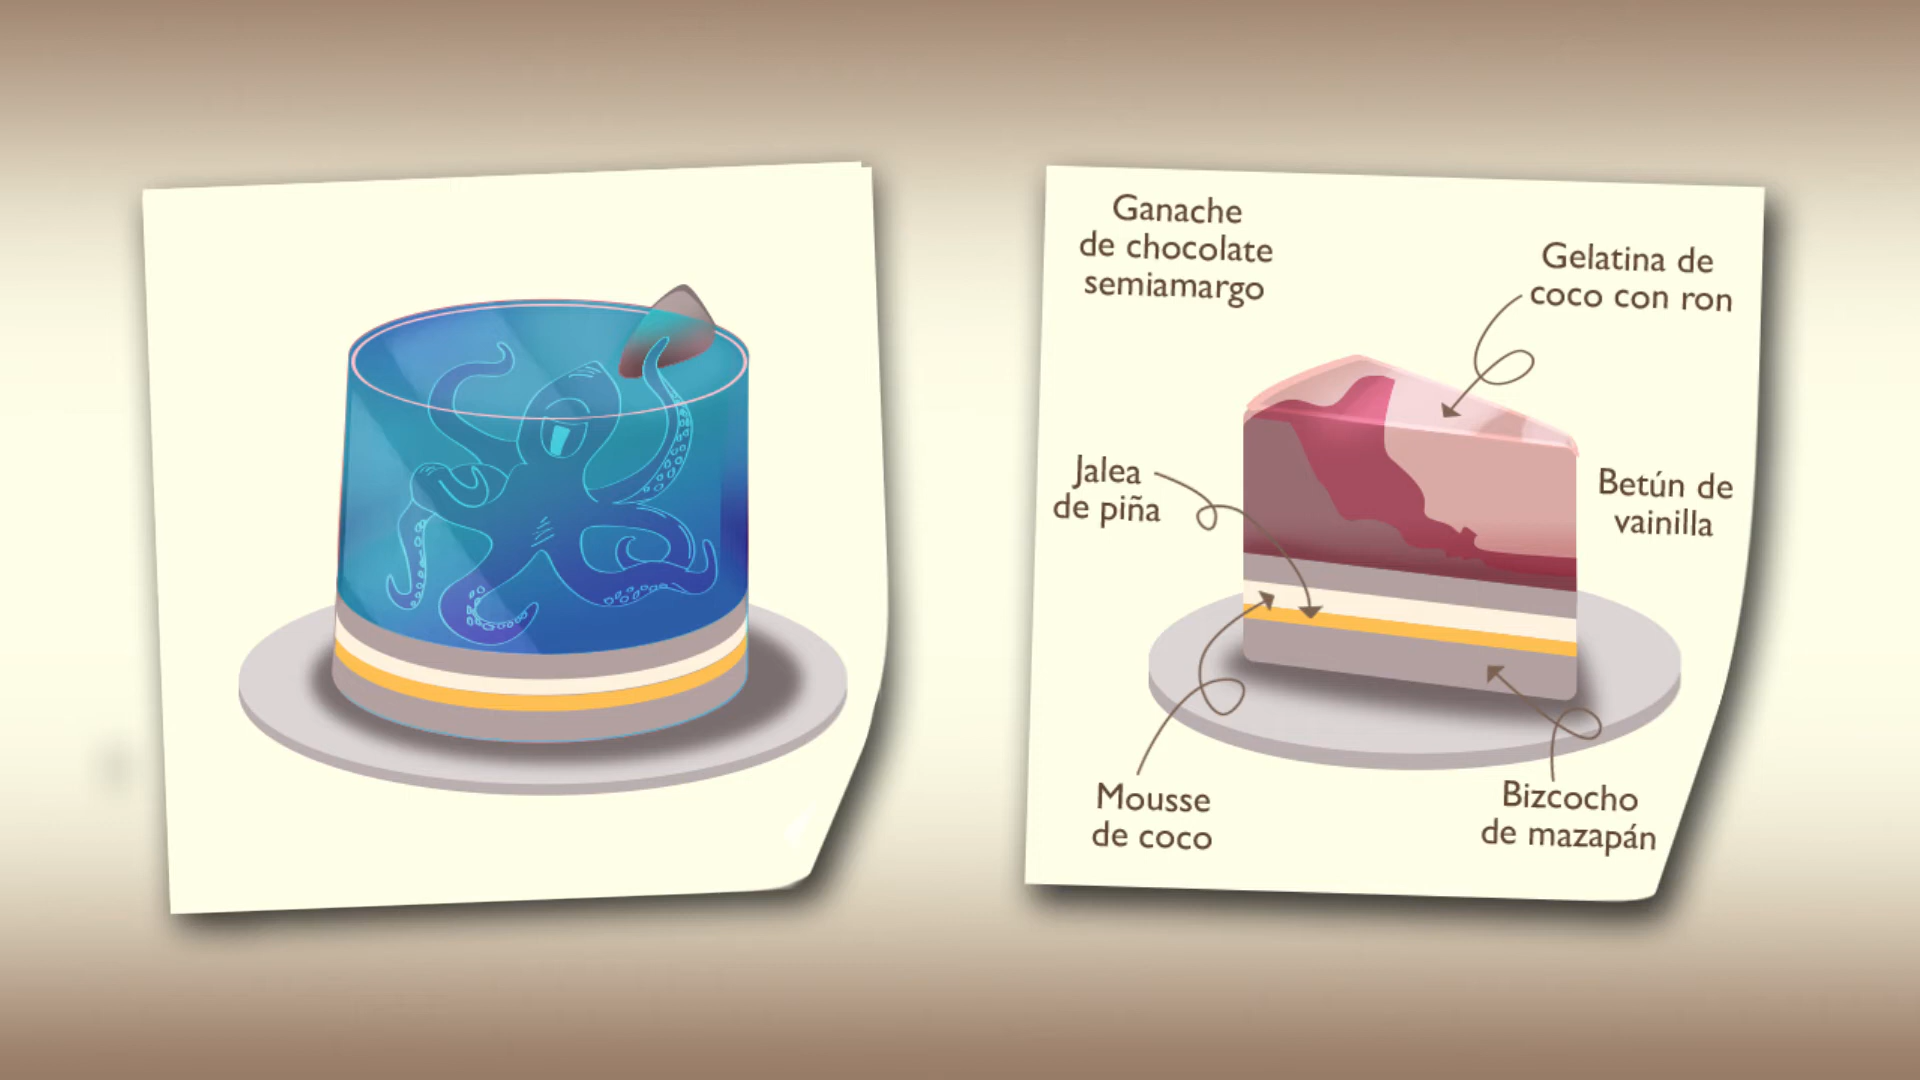 Ganache
de chocolate
semiamargo
Gelatina de
coco con ron
Jalea
de piña
Betún de
vainilla
Mousse
de coco
Bizcocho
de mazapán